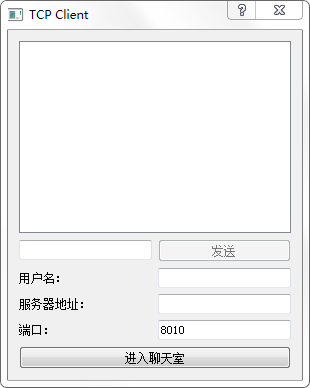 TCP Client
发送
用户名：
服务器地址：
端口： 8010
进入聊天室